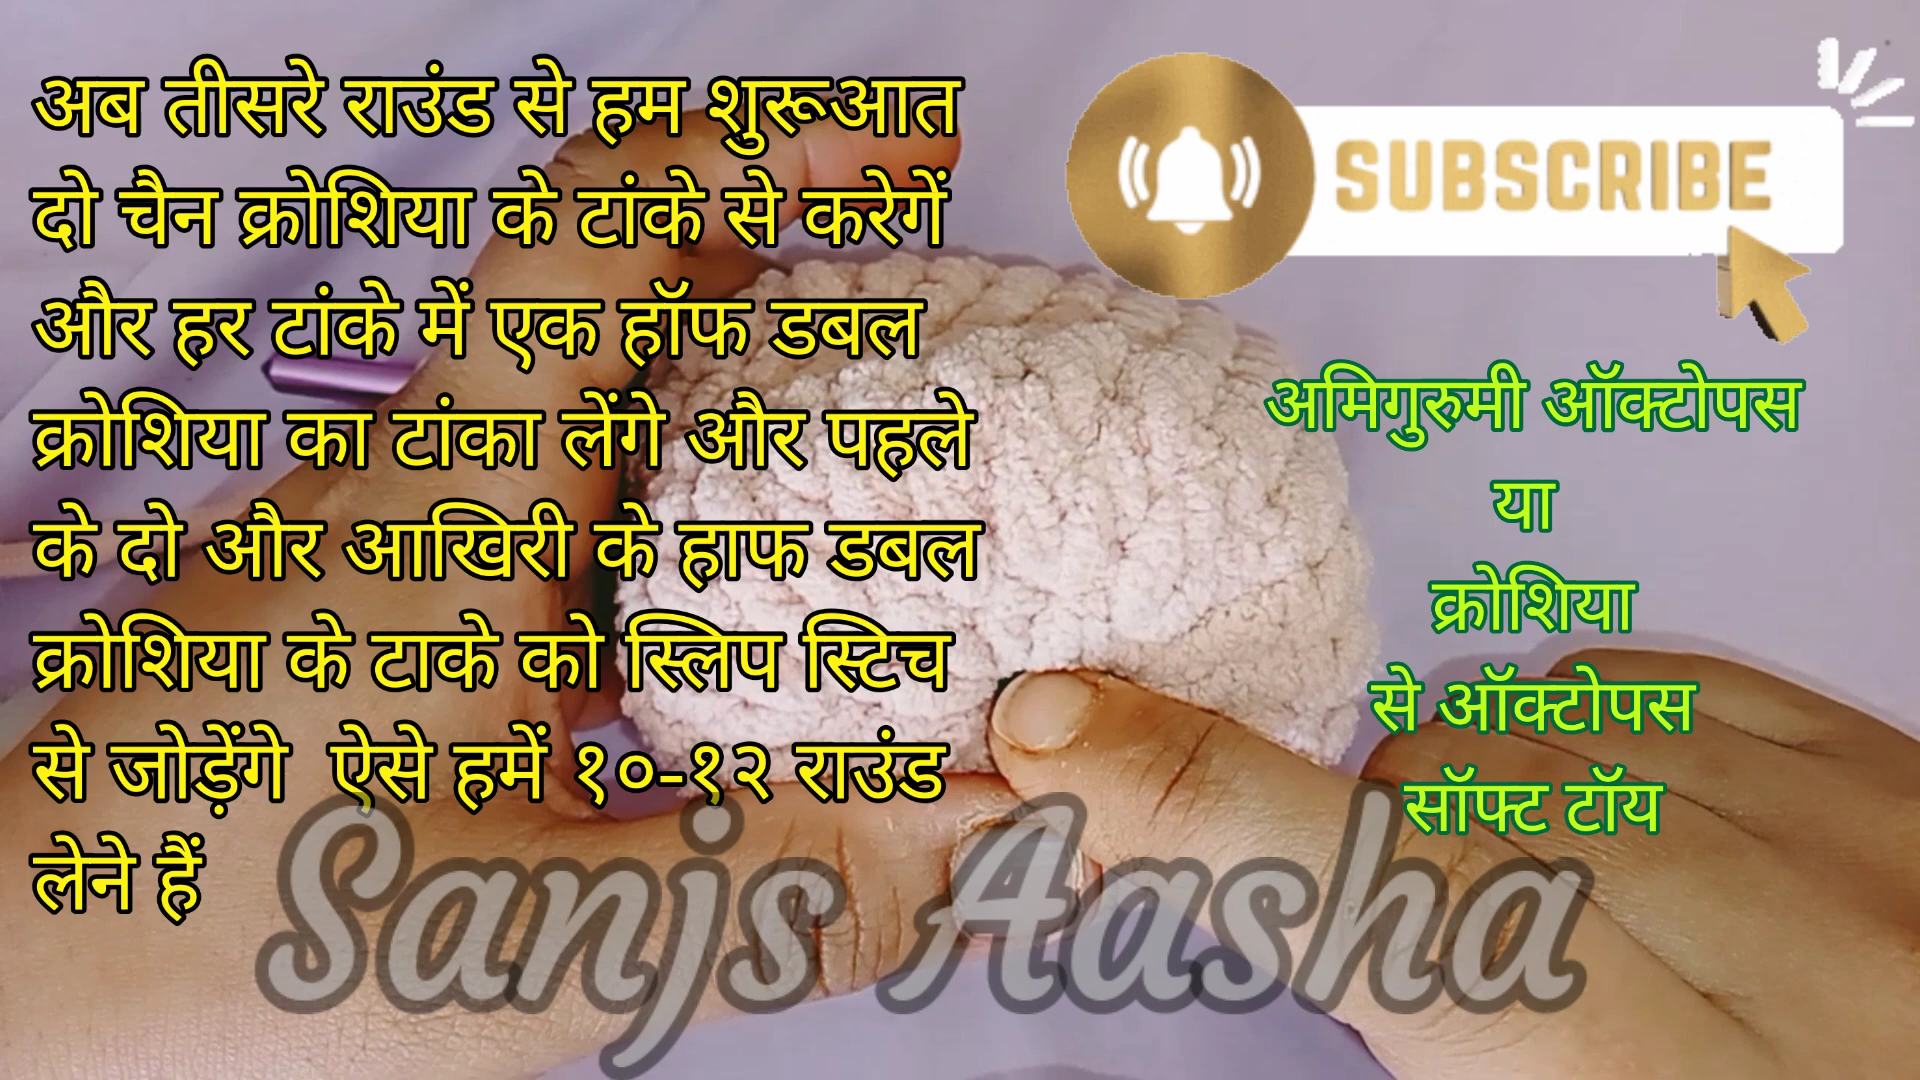 अब तीसरे राउंड से हम शुरूआत
दो चैन क्रोशिया के टांके से करेगें
और हर टांके में एक हॉफ डबल
क्रोशिया का टांका लेंगे और पहले
के दो और आखिरी के हाफ डबल
क्रोशिया के टाके को स्लिप स्टिच
से जोड़ेंगे ऐसे हमें १०-१२ राउंड
लेने हैं
SUBSCRIBE
अमिगुरुमी ऑक्टोपस
या
क्रोशिया
से ऑक्टोपस
सॉफ्ट टॉय
Sanjs Aasha